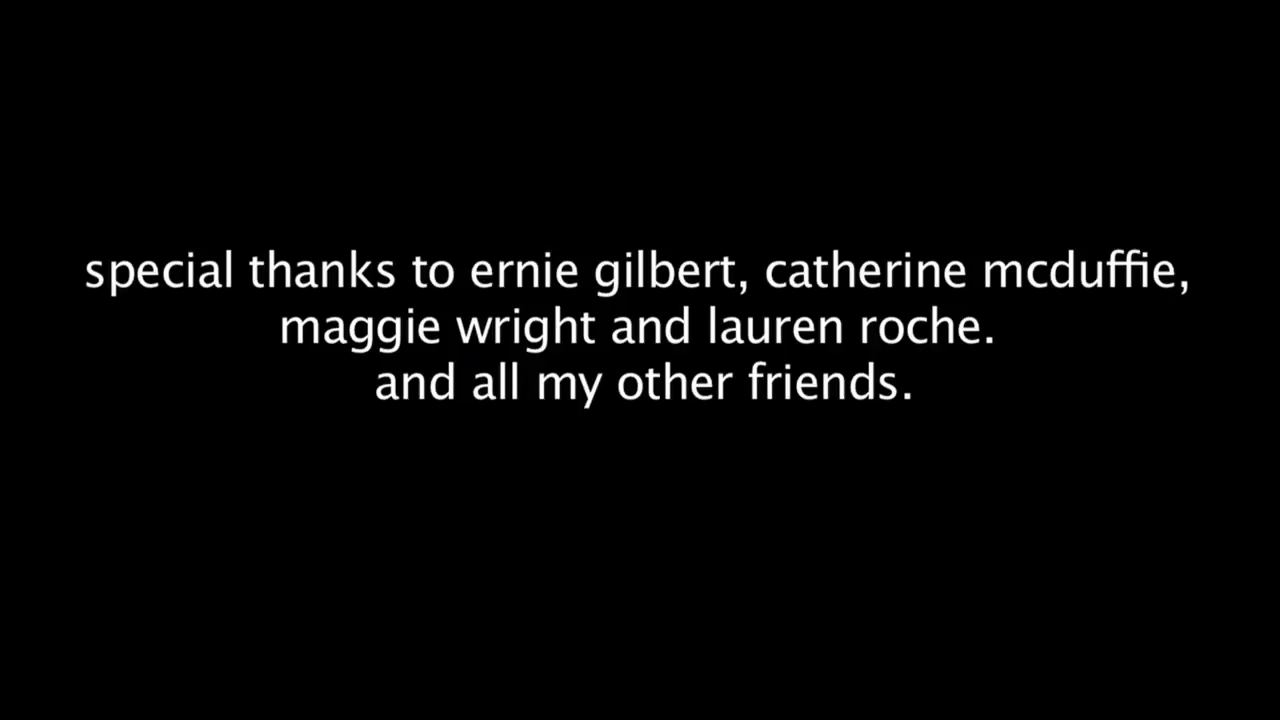 special thanks to ernie gilbert, catherine mcduffie,
maggie wright and lauren roche.
and all my other friends.